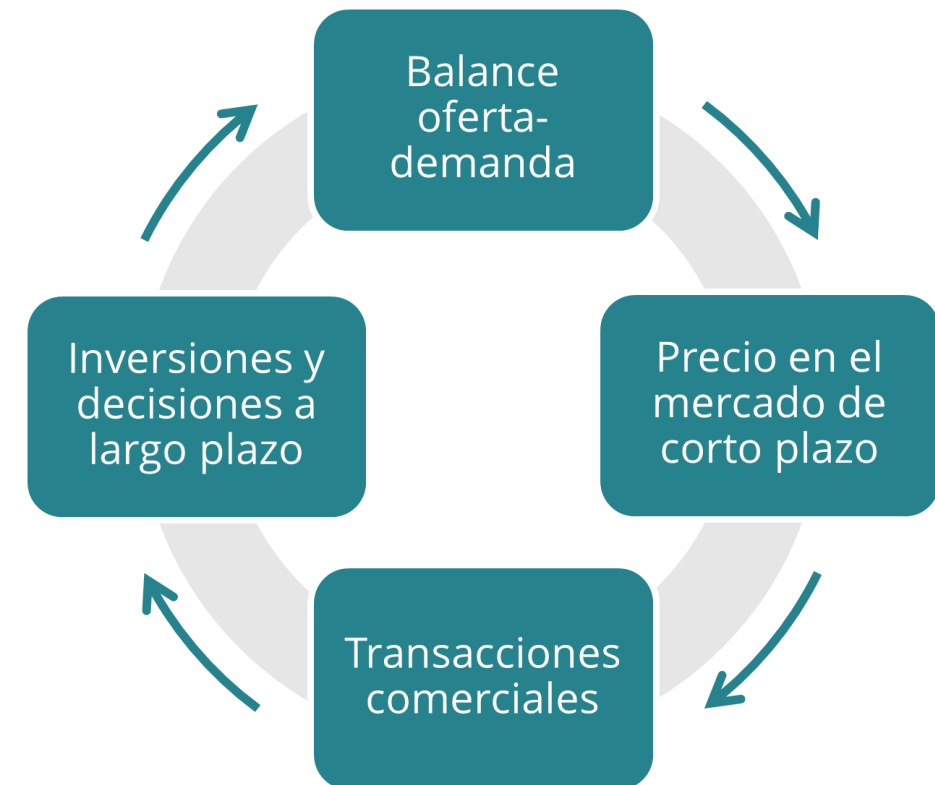 Balance
oferta-
demanda
Precio en el
mercado de
corto plazo
Transacciones
comerciales
Inversiones y
decisiones a
largo plazo